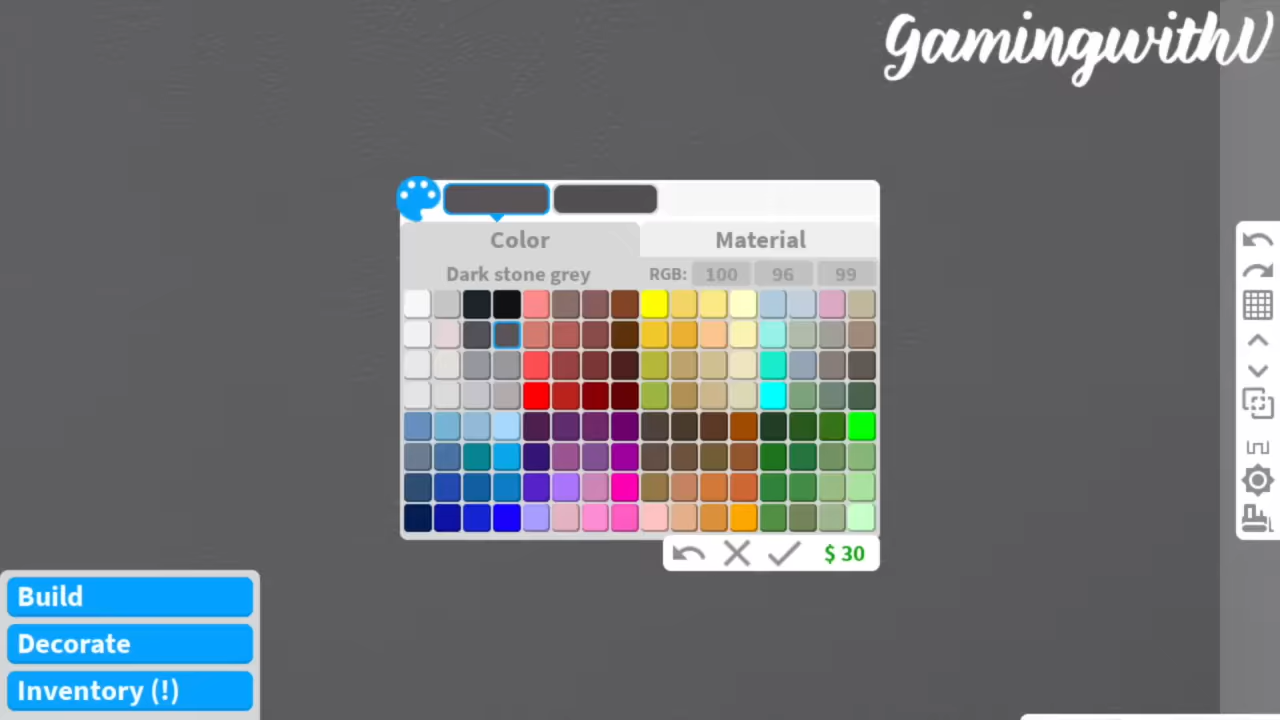 GamingwithV
Color
Material
Dark stone grey
RGB: 100 96 99
$ 30
Build
Decorate
Inventory (!)